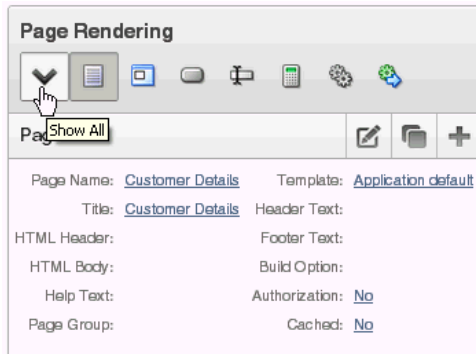 Page Rendering
Show All
Pag
Page Name: Customer Details Template: Application default
Title: Customer Details Header Text:
HTML Header: Footer Text:
HTML Body: Build Option:
Help Text: Authorization: No
Page Group: Cached: No